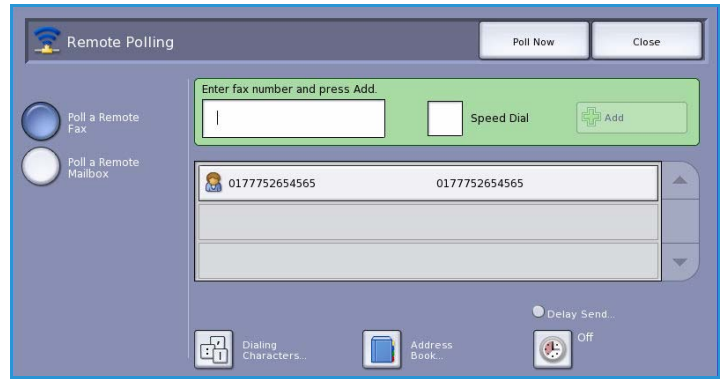 Remote Polling
Poll Now
Close
Enter fax number and press Add.
Speed Dial
Add
Poll a Remote
Fax
Poll a Remote
Mailbox
0177752654565 0177752654565
Delay Send...
Off
Dialing
Characters...
Address
Book...